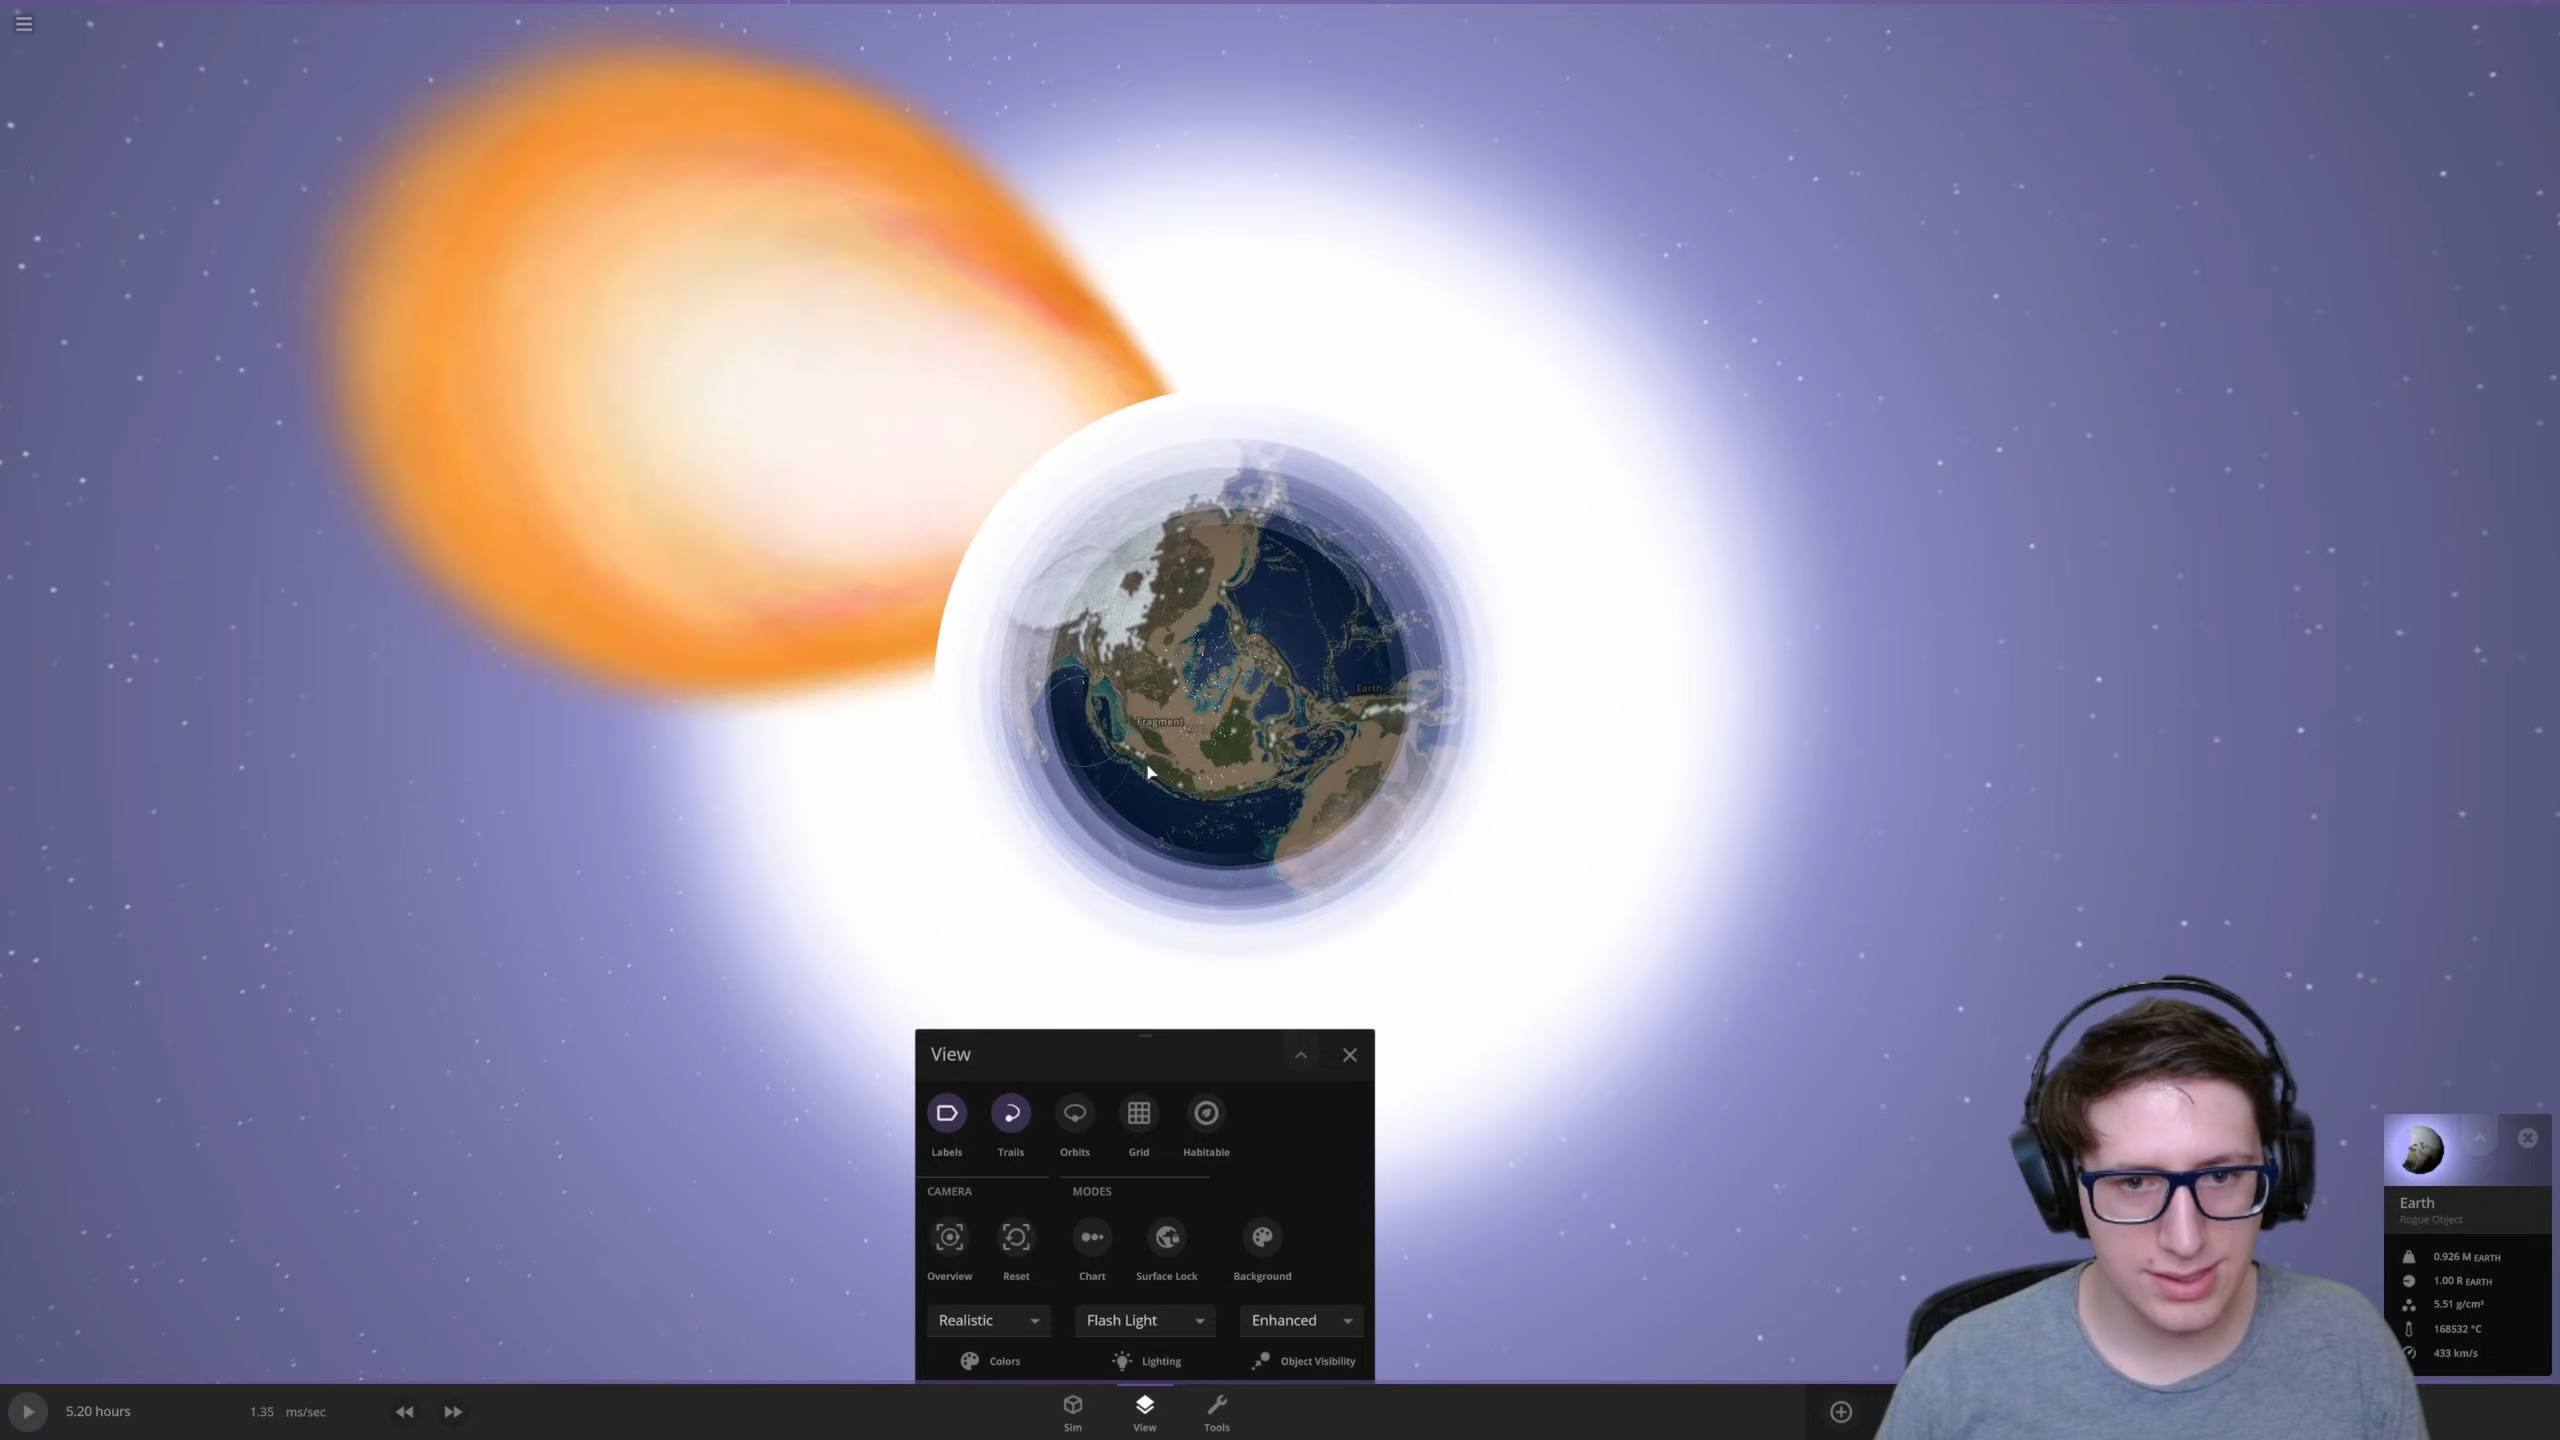 Earth
Fragment
View
Labels
Trails
Orbits
Grid
Habitable
CAMERA
MODES
Overview
Reset
Chart
Surface Lock
Background
Realistic
Flash Light
Enhanced
Colors
Lighting
Object Visibility
Earth
Rogue Object
0.926 M EARTH
1.00 R EARTH
5.51 g/cm³
168532 °C
433 km/s
5.20 hours
1.35 ms/sec
Sim
View
Tools